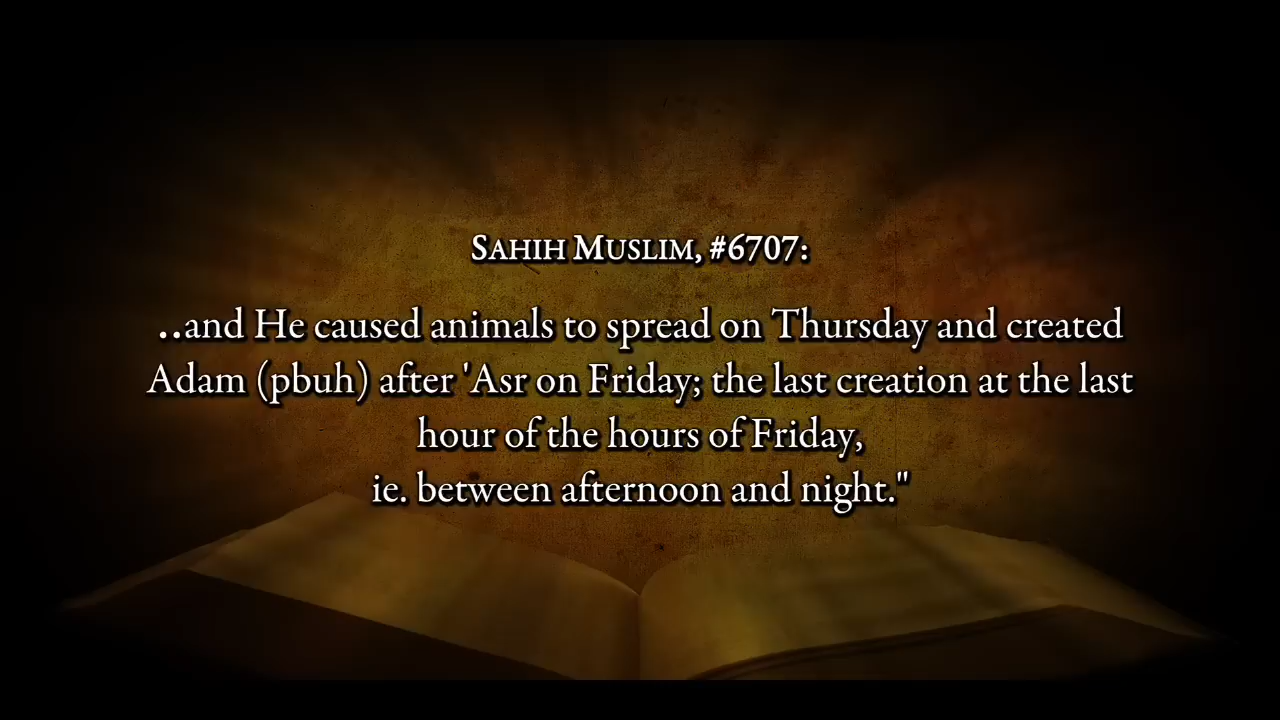 Sahih Muslim, #6707:
..and He caused animals to spread on Thursday and created
Adam (pbuh) after 'Asr on Friday; the last creation at the last
hour of the hours of Friday,
ie. between afternoon and night."